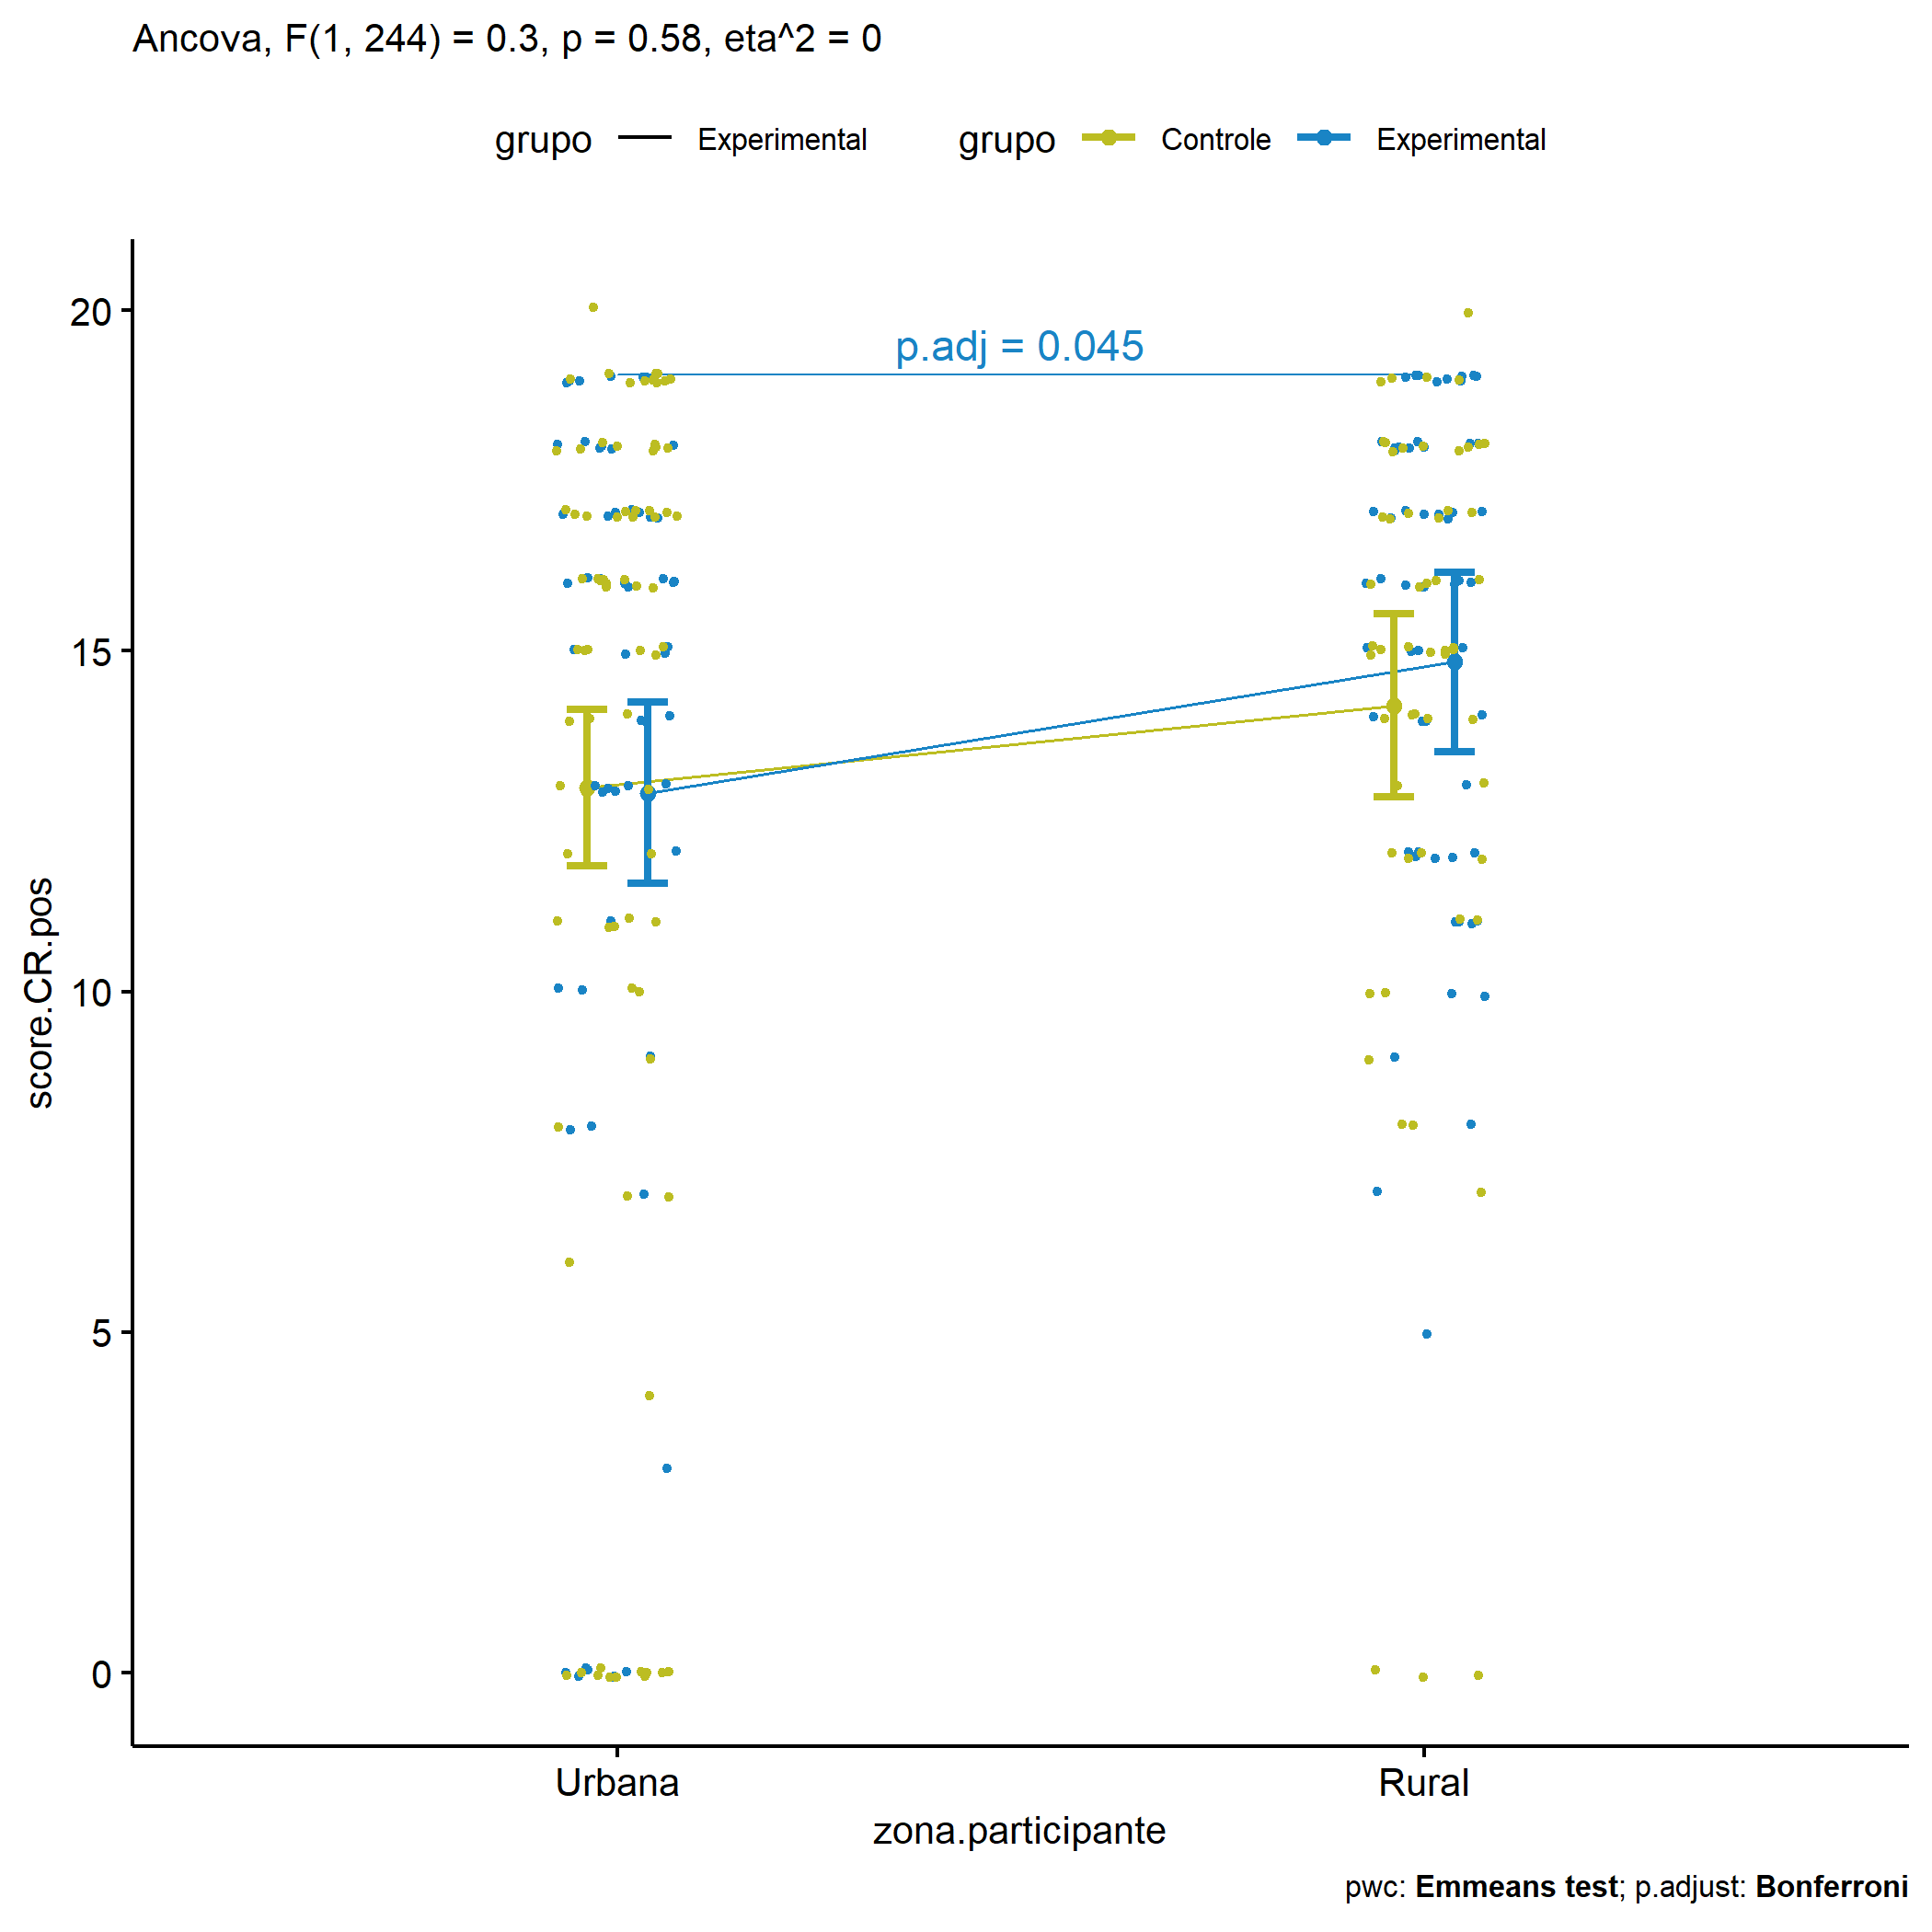 Ancova, F(1, 244) = 0.3, p = 0.58, eta^2 = 0
grupo Experimental grupo Controle Experimental
20
p.adj = 0.045
15
10
5
0
score.CR.pos
Urbana Rural
zona.participante
pwc: Emmeans test; p.adjust: Bonferroni